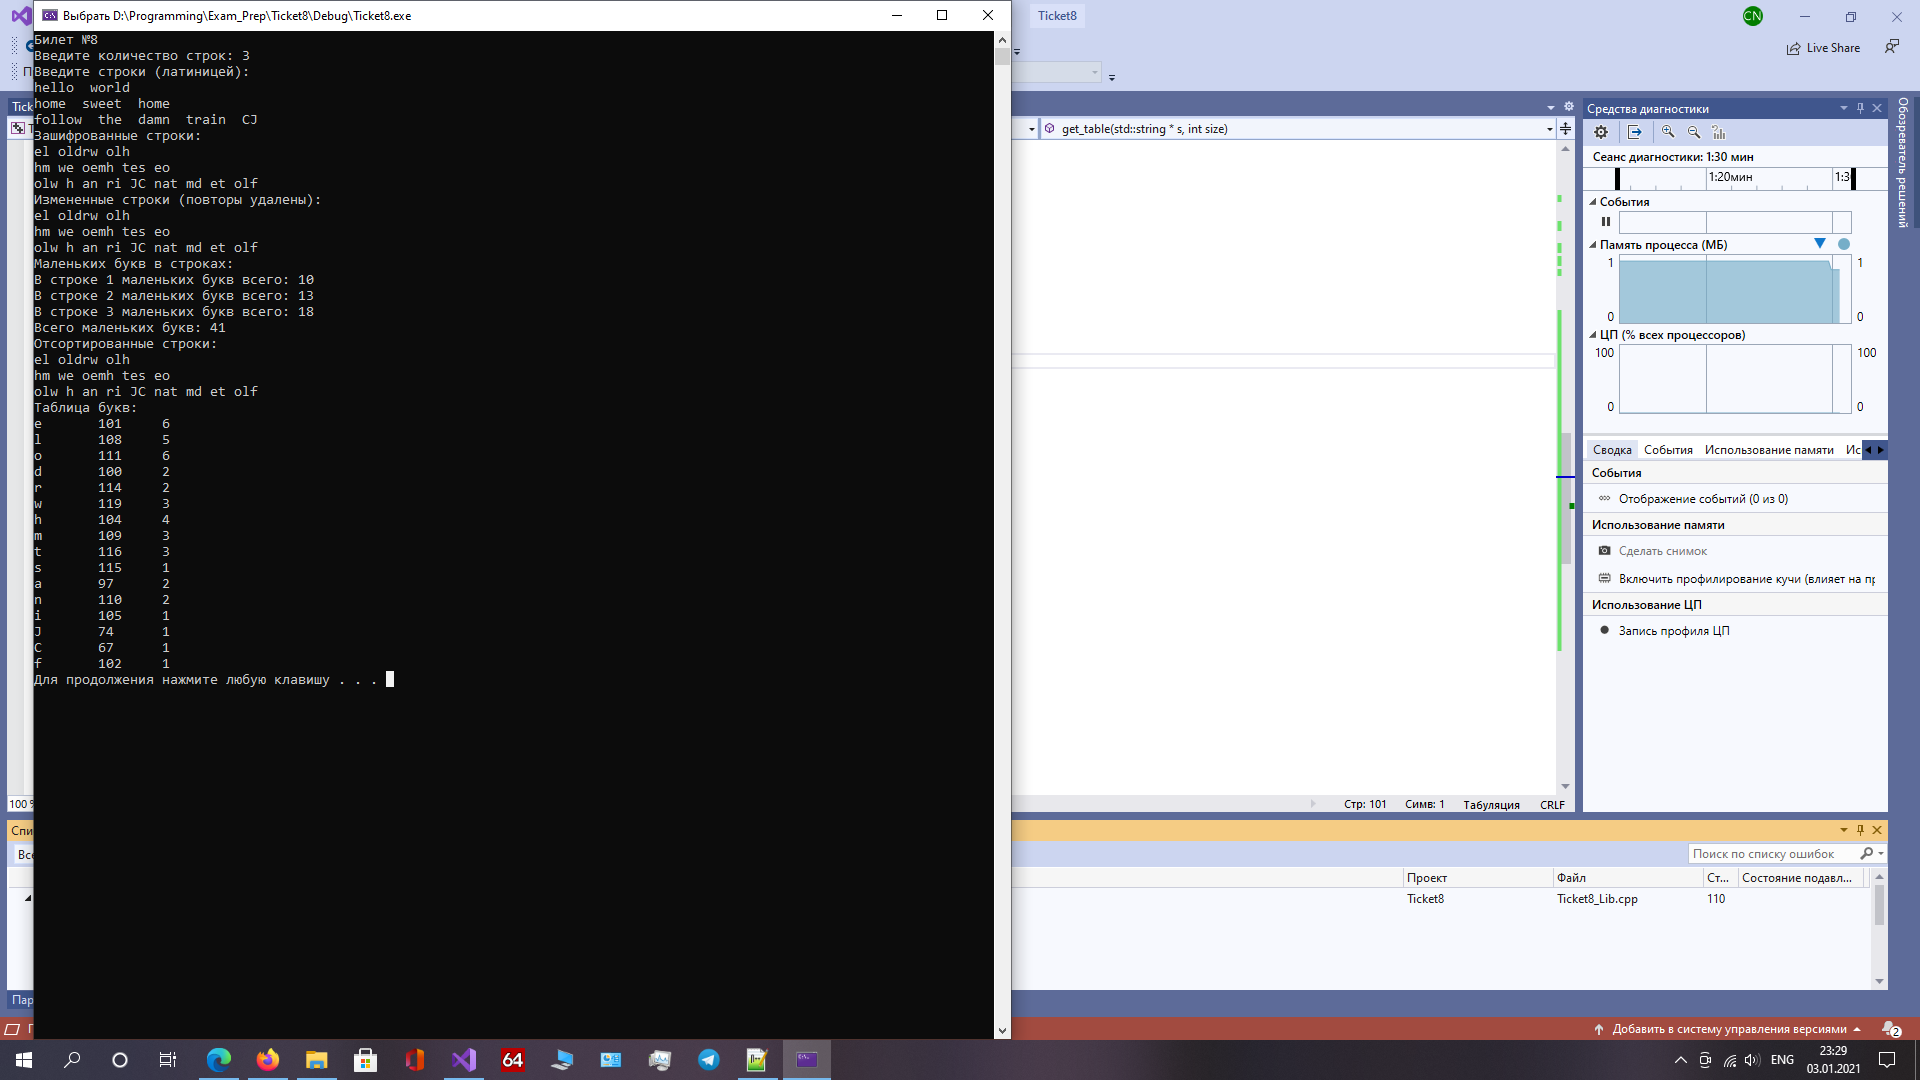 Выбрать D:\Programming\Exam_Prep\Ticket8\Debug\Ticket8.exe
Билет №8
Введите количество строк: 3
Введите строки (латиницей):
hello  world
home  sweet  home
follow  the  damn  train  CJ
Зашифрованные строки:
el oldrw olh
hm we oemh tes eo
olw h an ri JC nat md et olf
Измененные строки (повторы удалены):
el oldrw olh
hm we oemh tes eo
olw h an ri JC nat md et olf
Маленьких букв в строках:
В строке 1 маленьких букв всего: 10
В строке 2 маленьких букв всего: 13
В строке 3 маленьких букв всего: 18
Всего маленьких букв: 41
Отсортированные строки:
el oldrw olh
hm we oemh tes eo
olw h an ri JC nat md et olf
Таблица букв:
e 101 6
l 108 5
o 111 6
d 100 2
r 114 2
w 119 3
h 104 4
m 109 3
t 116 3
s 115 1
a 97 2
n 110 2
i 105 1
J 74 1
C 67 1
f 102 1
Для продолжения нажмите любую клавишу . . .
Ticket8
CN
Live Share
get_table(std::string * s, int size)
100 %
Стр: 101 Симв: 1 Табуляция CRLF
Средства диагностики
Сеанс диагностики: 1:30 мин
1:20мин 1:3
События
Память процесса (МБ)
1 1
0 0
ЦП (% всех процессоров)
100 100
0 0
Сводка События Использование памяти Ис
События
Отображение событий (0 из 0)
Использование памяти
Сделать снимок
Включить профилирование кучи (влияет на пр
Использование ЦП
Запись профиля ЦП
Обозреватель решений
Tick
Спи
Все
Поиск по списку ошибок
Проект Файл Ст... Состояние подавл...
Ticket8 Ticket8_Lib.cpp 110
Пар
Добавить в систему управления версиями
2
64
ENG
23:29
03.01.2021